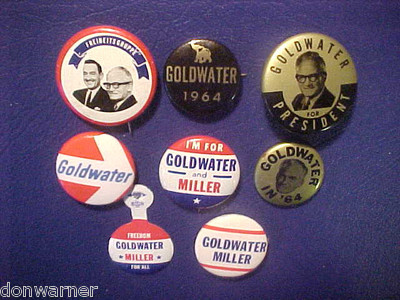 FREIHEITSGRUPPE
GOLDWATER
1964
GOLDWATER
FOR
PRESIDENT
Goldwater
I'M FOR
GOLDWATER
and
MILLER
GOLDWATER
IN '64
FREEDOM
GOLDWATER
MILLER
FOR ALL
GOLDWATER
MILLER
donwarner